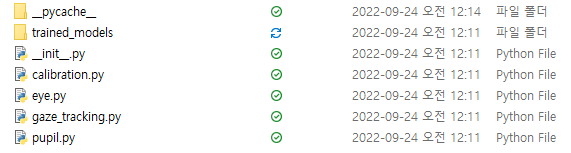 __pycache__ 2022-09-24 오전 12:14 파일 폴더
trained_models 2022-09-24 오전 12:11 파일 폴더
__init__.py 2022-09-24 오전 12:11 Python File
calibration.py 2022-09-24 오전 12:11 Python File
eye.py 2022-09-24 오전 12:11 Python File
gaze_tracking.py 2022-09-24 오전 12:11 Python File
pupil.py 2022-09-24 오전 12:11 Python File